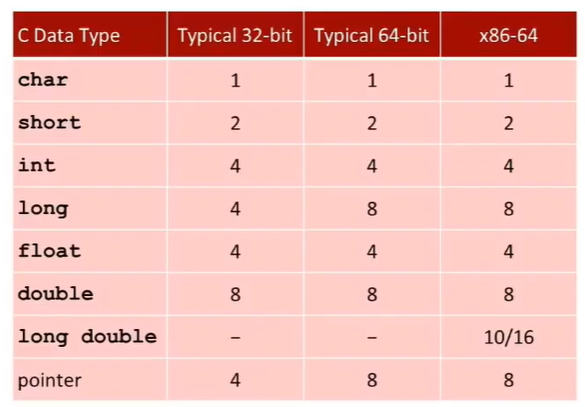 C Data Type Typical 32-bit Typical 64-bit x86-64
char 1 1 1
short 2 2 2
int 4 4 4
long 4 8 8
float 4 4 4
double 8 8 8
long double – – 10/16
pointer 4 8 8